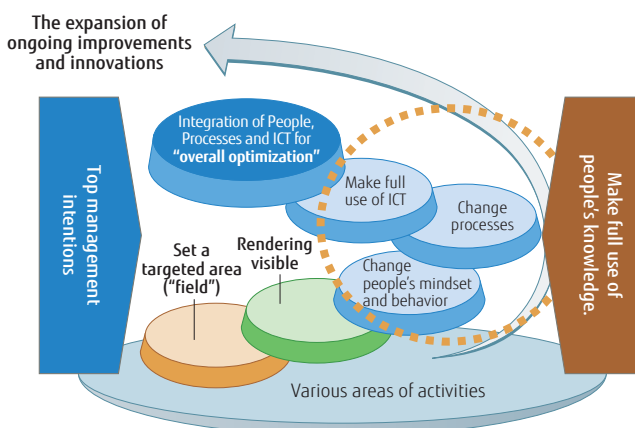 The expansion of
ongoing improvements
and innovations
Integration of People,
Processes and ICT for
“overall optimization”
Make full
use of ICT
Change
processes
Change
people’s mindset
and behavior
Rendering
visible
Set a
targeted area
(“field”)
Top management
intentions
Make full use of
people’s knowledge.
Various areas of activities